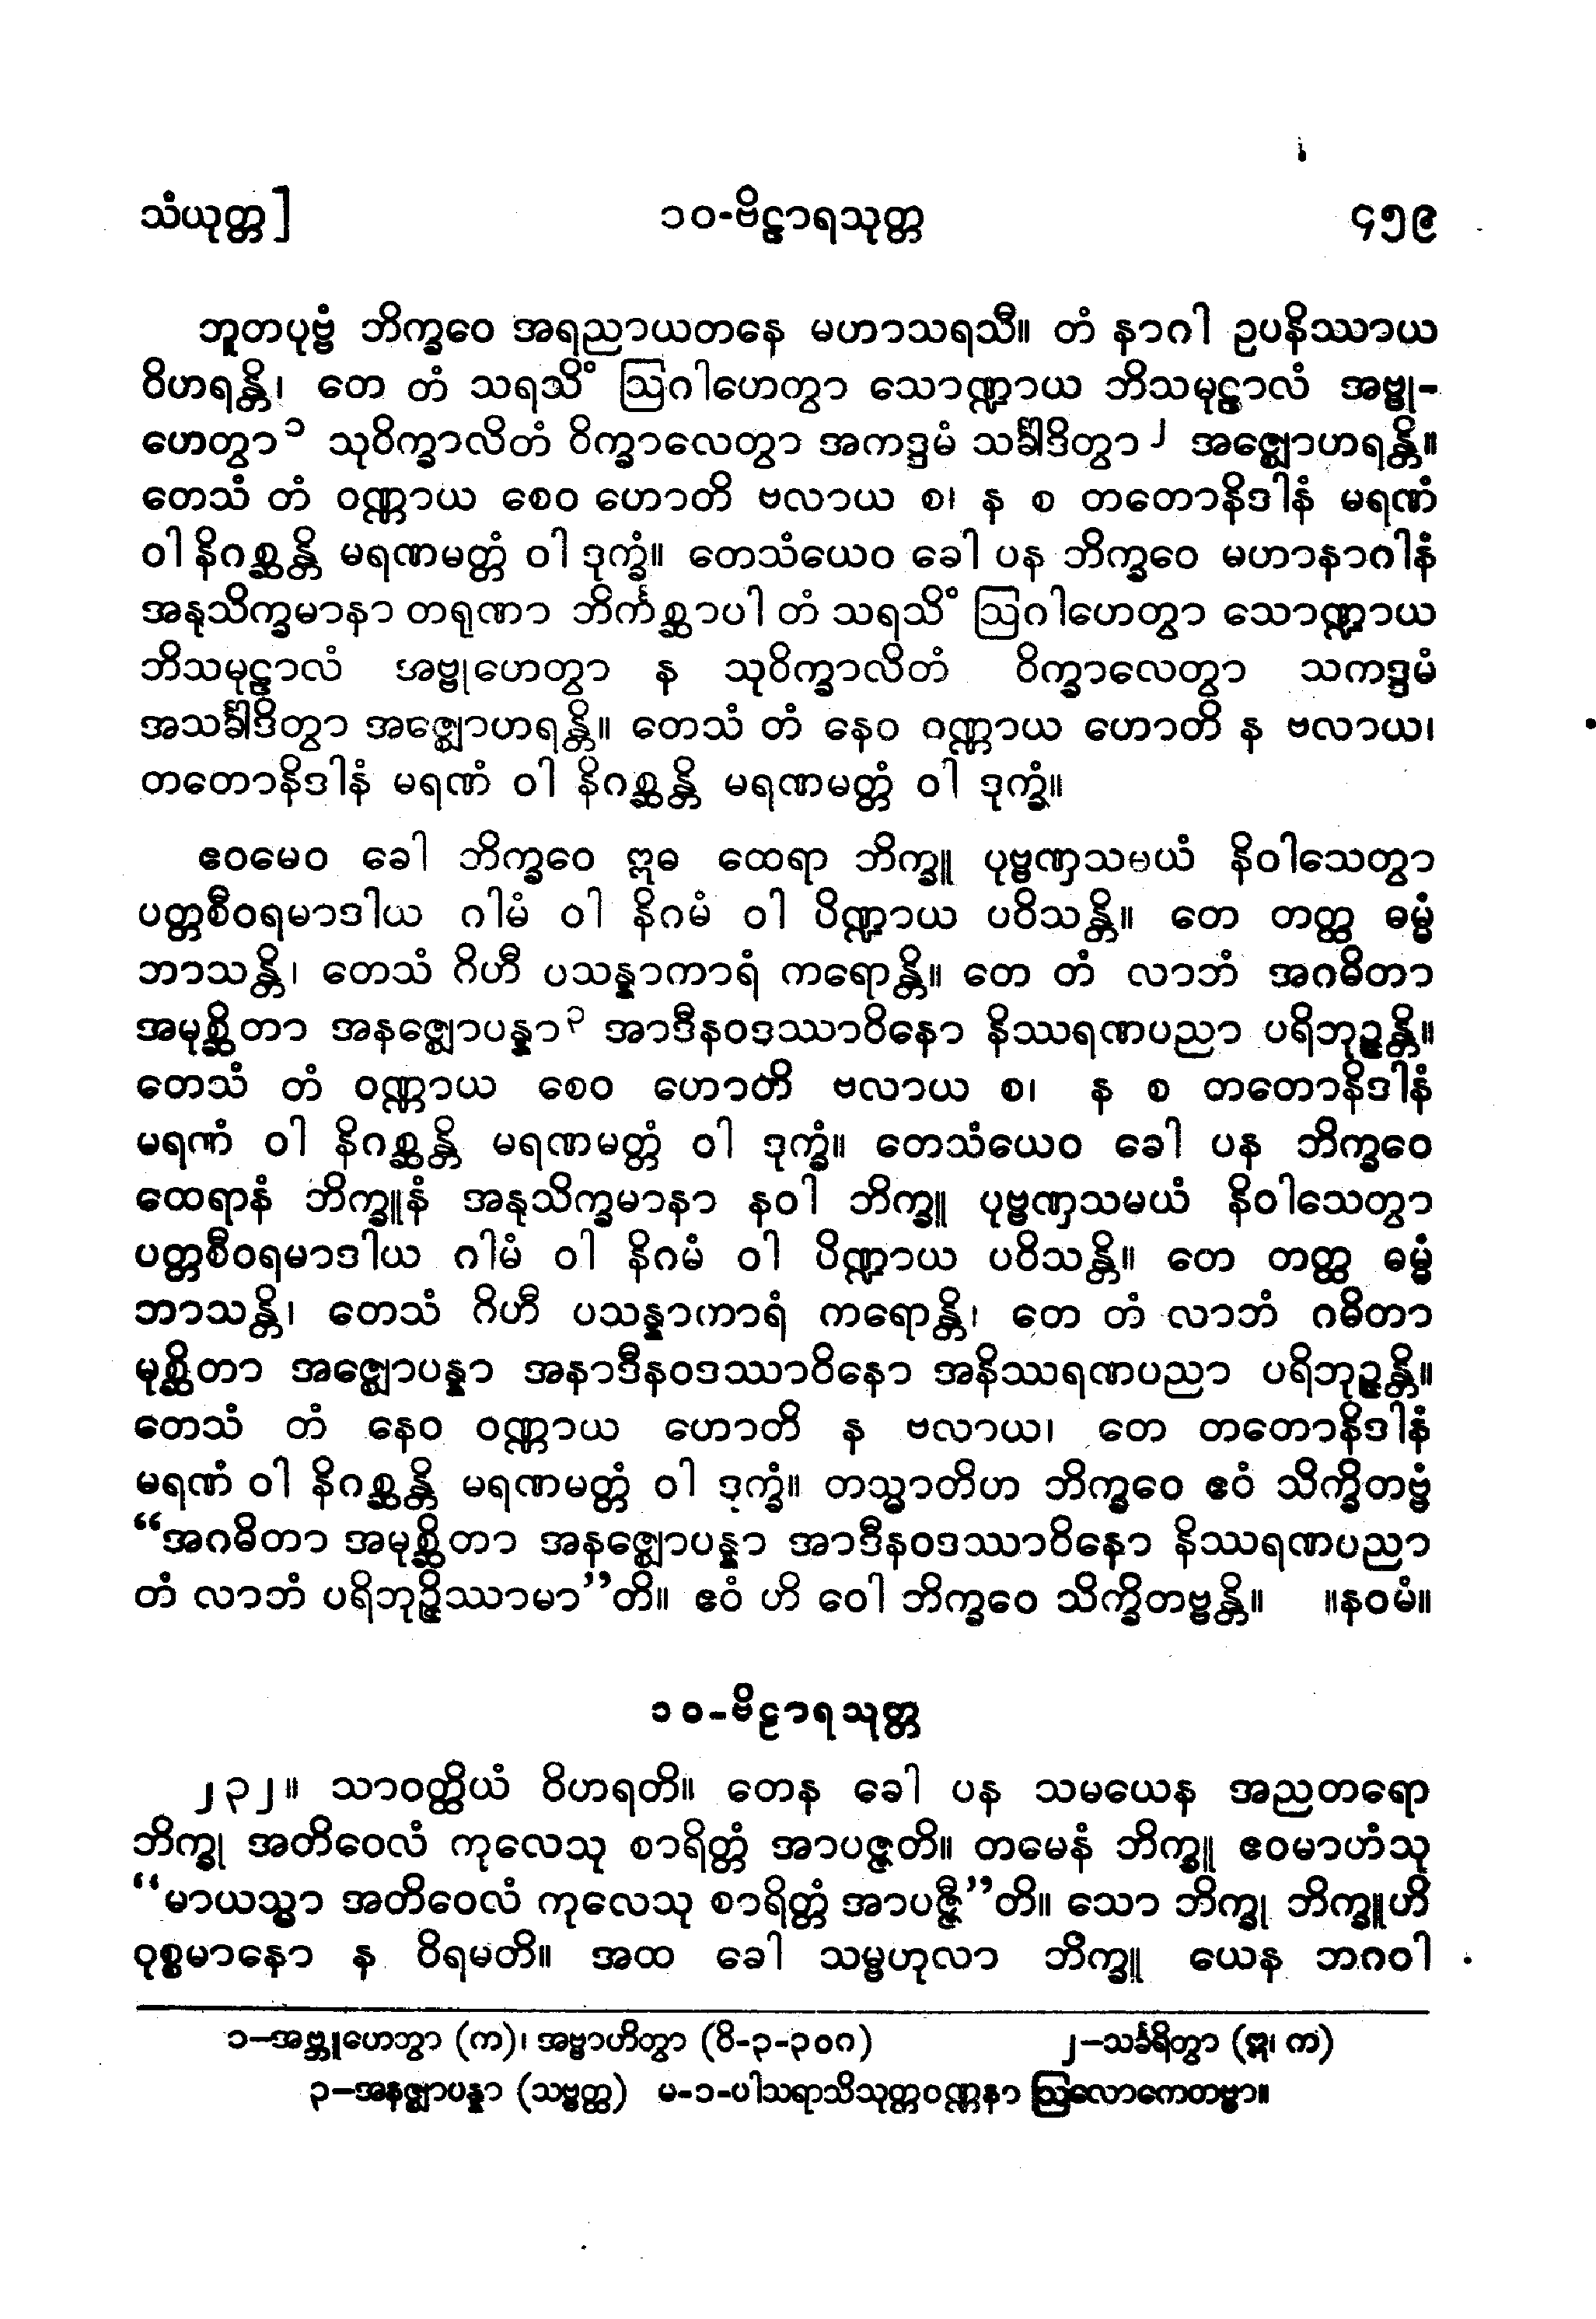 သံယုတ္တ]
၁၀-ဗိဠာရသုတ္တ
၄၅၉
ဘူတပုဗ္ဗံ ဘိက္ခဝေ အရညာယတနေ မဟာသရသီ။ တံ နာဂါ ဥပနိဿာယ
ဝိဟရန္တိ၊ တေ တံ သရသိံ ဩဂါဟေတွာ သောဏ္ဍာယ ဘိသမုဠာလံ အဗ္ဗု-
ဟေတွာ၁ သုဝိက္ခာလိတံ ဝိက္ခာလေတွာ အကဒ္ဒမံ သင်္ခါဒိတွာ၂ အဇ္ဈောဟရန္တိ။
တေသံ တံ ဝဏ္ဏာယ စေဝ ဟောတိ ဗလာယ စ၊ န စ တတောနိဒါနံ မရဏံ
ဝါ နိဂစ္ဆန္တိ မရဏမတ္တံ ဝါ ဒုက္ခံ။ တေသံယေဝ ခေါ ပန ဘိက္ခဝေ မဟာနာဂါနံ
အနုသိက္ခမာနာ တရုဏာ ဘိင်္ကစ္ဆာပါ တံ သရသိံ ဩဂါဟေတွာ သောဏ္ဍာယ
ဘိသမုဠာလံ အဗ္ဗုဟေတွာ န သုဝိက္ခာလိတံ ဝိက္ခာလေတွာ သကဒ္ဒမံ
အသင်္ခါဒိတွာ အဇ္ဈောဟရန္တိ။ တေသံ တံ နေဝ ဝဏ္ဏာယ ဟောတိ န ဗလာယ၊
တတောနိဒါနံ မရဏံ ဝါ နိဂစ္ဆန္တိ မရဏမတ္တံ ဝါ ဒုက္ခံ။
ဧဝမေဝ ခေါ ဘိက္ခဝေ ဣဓ ထေရာ ဘိက္ခူ ပုဗ္ဗဏှသမယံ နိဝါသေတွာ
ပတ္တစီဝရမာဒါယ ဂါမံ ဝါ နိဂမံ ဝါ ပိဏ္ဍာယ ပဝိသန္တိ။ တေ တတ္ထ ဓမ္မံ
ဘာသန္တိ၊ တေသံ ဂိဟီ ပသန္နာကာရံ ကရောန္တိ။ တေ တံ လာဘံ အဂဓိတာ
အမုစ္ဆိတာ အနဇ္ဈောပန္နာ၃ အာဒီနဝဒဿာဝိနော နိဿရဏပညာ ပရိဘုဉ္ဇန္တိ။
တေသံ တံ ဝဏ္ဏာယ စေဝ ဟောတိ ဗလာယ စ၊ န စ တတောနိဒါနံ
မရဏံ ဝါ နိဂစ္ဆန္တိ မရဏမတ္တံ ဝါ ဒုက္ခံ။ တေသံယေဝ ခေါ ပန ဘိက္ခဝေ
ထေရာနံ ဘိက္ခူနံ အနုသိက္ခမာနာ နဝါ ဘိက္ခူ ပုဗ္ဗဏှသမယံ နိဝါသေတွာ
ပတ္တစီဝရမာဒါယ ဂါမံ ဝါ နိဂမံ ဝါ ပိဏ္ဍာယ ပဝိသန္တိ။ တေ တတ္ထ ဓမ္မံ
ဘာသန္တိ၊ တေသံ ဂိဟီ ပသန္နာကာရံ ကရောန္တိ၊ တေ တံ လာဘံ ဂဓိတာ
မုစ္ဆိတာ အဇ္ဈောပန္နာ အနာဒီနဝဒဿာဝိနော အနိဿရဏပညာ ပရိဘုဉ္ဇန္တိ။
တေသံ တံ နေဝ ဝဏ္ဏာယ ဟောတိ န ဗလာယ၊ တေ တတောနိဒါနံ
မရဏံ ဝါ နိဂစ္ဆန္တိ မရဏမတ္တံ ဝါ ဒုက္ခံ။ တသ္မာတိဟ ဘိက္ခဝေ ဧဝံ သိက္ခိတဗ္ဗံ
“အဂဓိတာ အမုစ္ဆိတာ အနဇ္ဈောပန္နာ အာဒီနဝဒဿာဝိနော နိဿရဏပညာ
တံ လာဘံ ပရိဘုဉ္ဇိဿာမာ”တိ။ ဧဝံ ဟိ ဝေါ ဘိက္ခဝေ သိက္ခိတဗ္ဗန္တိ။ ။နဝမံ။
၁၀-ဗိဠာရသုတ္တ
၂၃၂။ သာဝတ္ထိယံ ဝိဟရတိ။ တေန ခေါ ပန သမယေန အညတရော
ဘိက္ခု အတိဝေလံ ကုလေသု စာရိတ္တံ အာပဇ္ဇတိ။ တမေနံ ဘိက္ခူ ဧဝမာဟံသု
“မာယသ္မာ အတိဝေလံ ကုလေသု စာရိတ္တံ အာပဇ္ဇီ”တိ။ သော ဘိက္ခု ဘိက္ခူဟိ
ဝုစ္စမာနော န ဝိရမတိ။ အထ ခေါ သမ္ဗဟုလာ ဘိက္ခူ ယေန ဘဂဝါ
၁-အဗ္ဘုဟေတွာ (က)၊ အဗ္ဗာဟိတွာ (ဝိ-၃-၃၀ဂ)
၂-သင်္ခရိတွာ (ဣ၊ က)
၃-အနဇ္ဈာပန္နာ (သဗ္ဗတ္ထ) မ-၁-ပါသရာသိသုတ္တဝဏ္ဏနာ ဩလောကေတဗ္ဗာ။